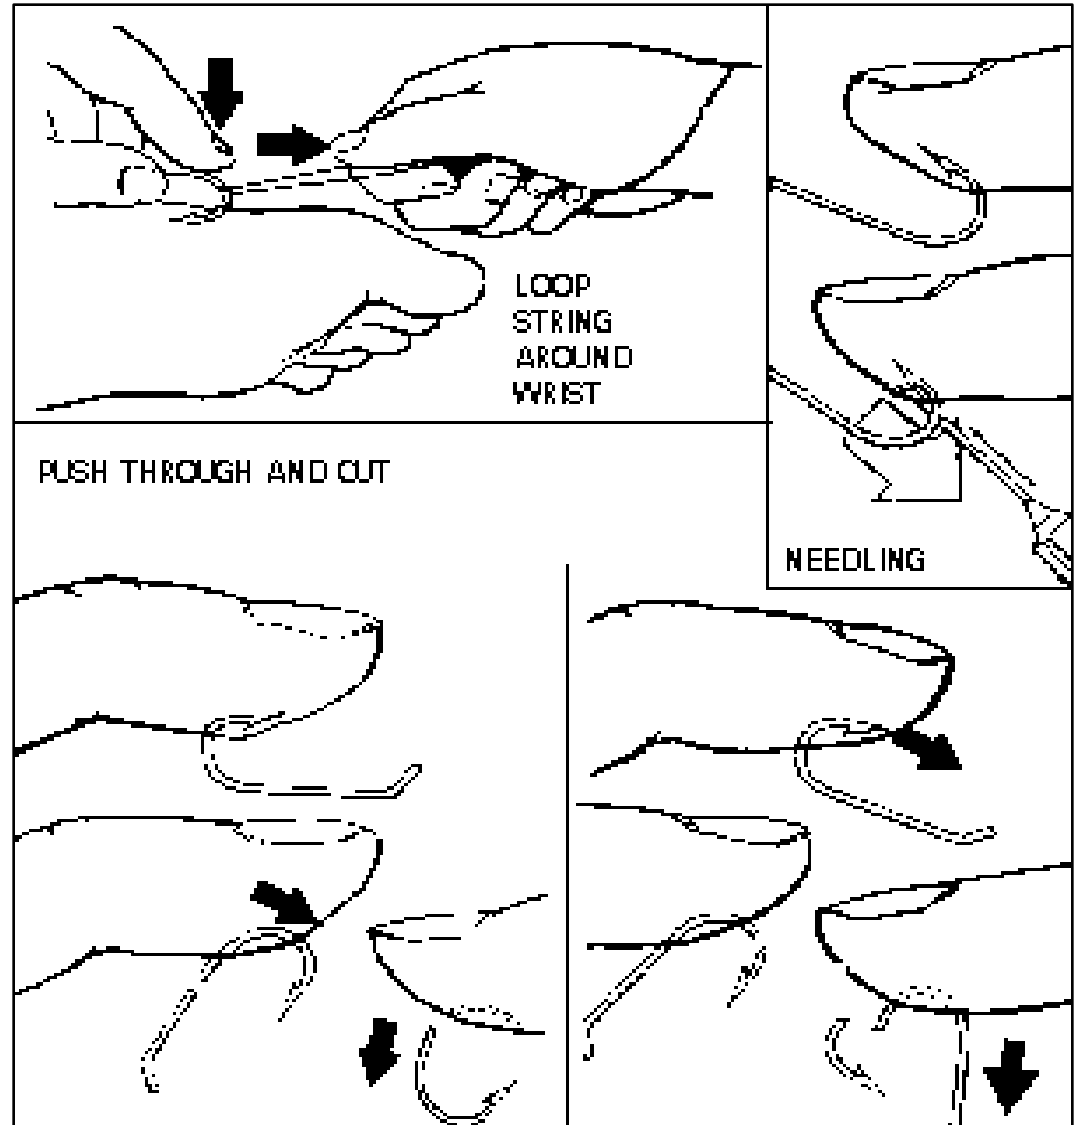 LOOP
STRING
AROUND
WRIST
NEEDLING
PUSH THROUGH AND CUT